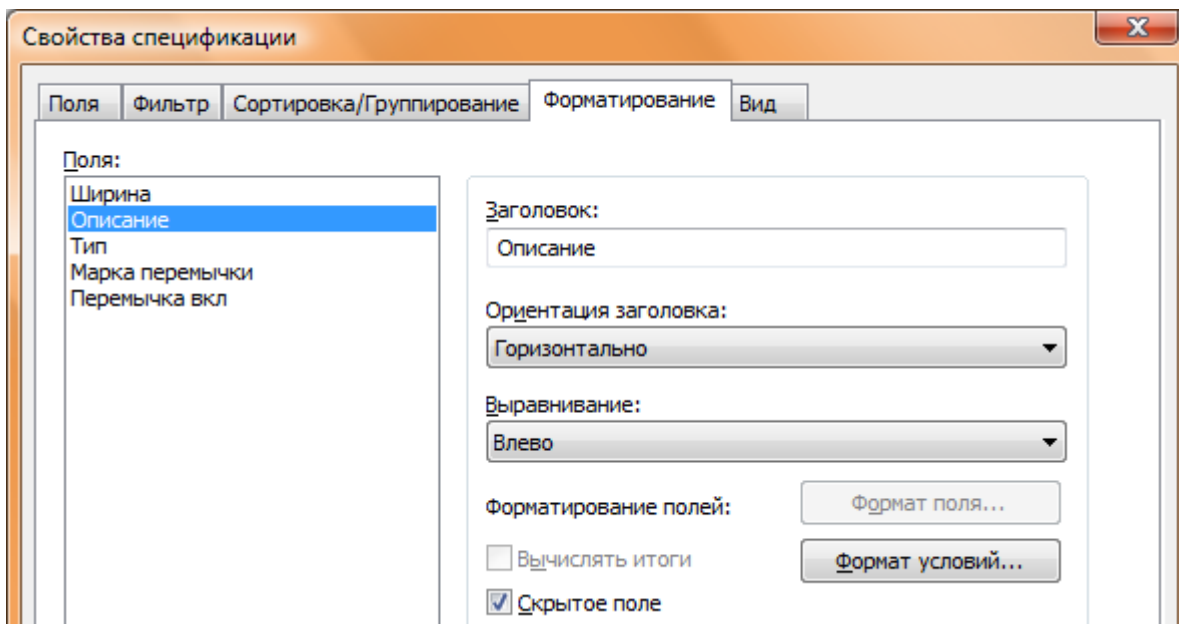 Свойства спецификации
Поля Фильтр Сортировка/Группирование Форматирование Вид
Поля:
Ширина
Описание
Тип
Марка перемычки
Перемычка вкл
Заголовок:
Описание
Ориентация заголовка:
Горизонтально
Выравнивание:
Влево
Форматирование полей:
Формат поля...
Вычислять итоги
Формат условий...
Скрытое поле